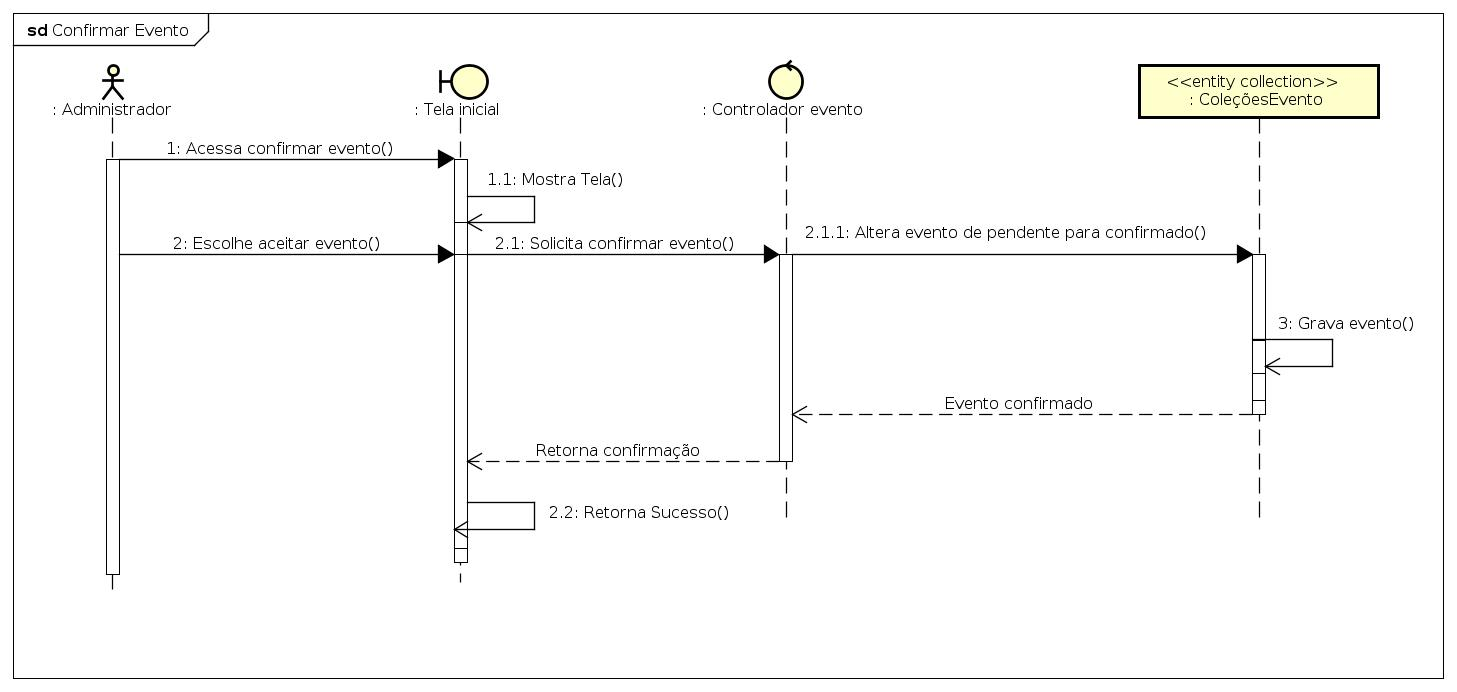 sd Confirmar Evento
: Administrador
: Tela inicial
: Controlador evento
<<entity collection>>
: ColeçõesEvento
1: Acessa confirmar evento()
1.1: Mostra Tela()
2: Escolhe aceitar evento()
2.1: Solicita confirmar evento()
2.1.1: Altera evento de pendente para confirmado()
3: Grava evento()
Evento confirmado
Retorna confirmação
2.2: Retorna Sucesso()